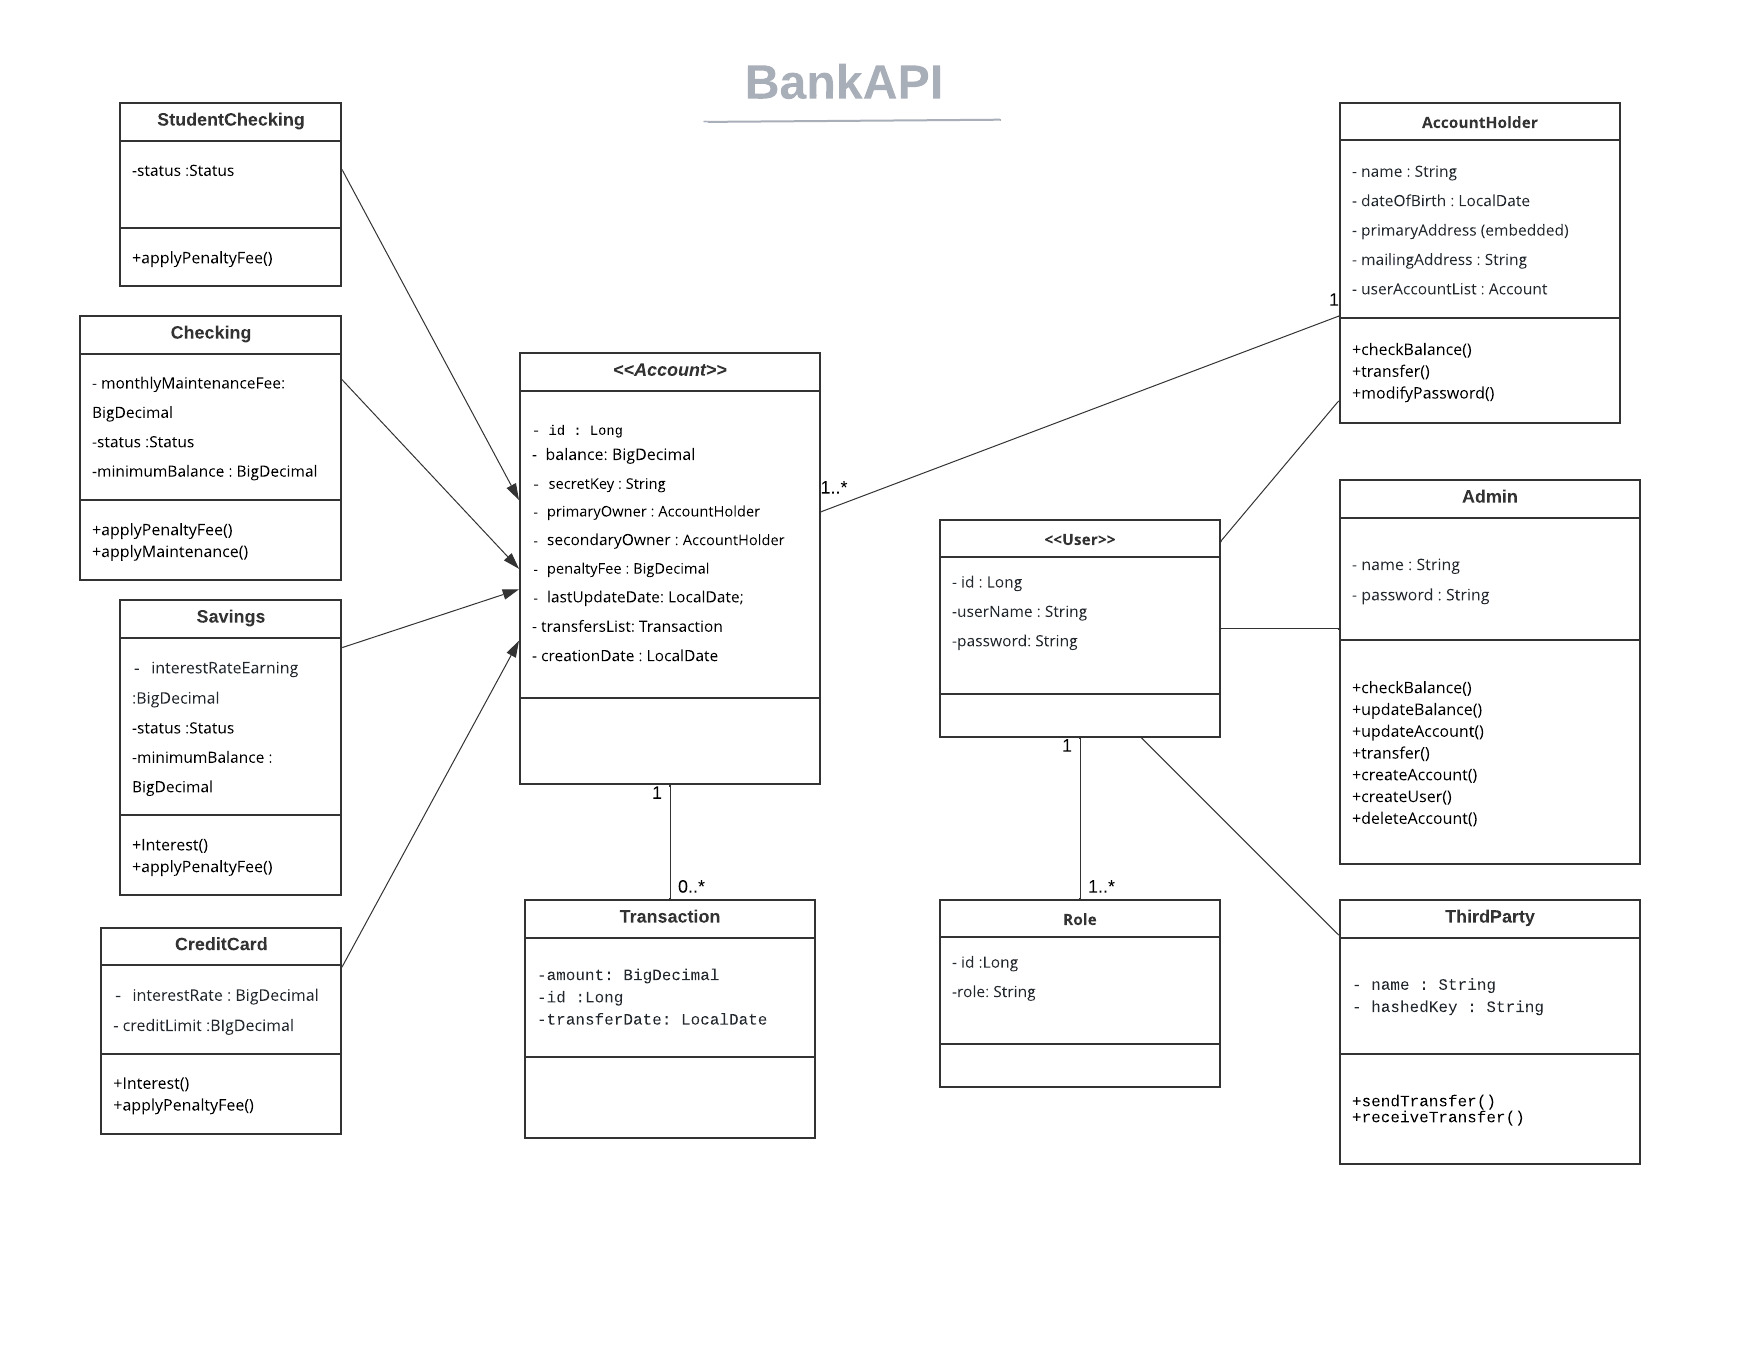 BankAPI
StudentChecking
-status :Status
+applyPenaltyFee()
Checking
- monthlyMaintenanceFee:
BigDecimal
-status :Status
-minimumBalance : BigDecimal
+applyPenaltyFee()
+applyMaintenance()
Savings
- interestRateEarning
:BigDecimal
-status :Status
-minimumBalance :
BigDecimal
+Interest()
+applyPenaltyFee()
CreditCard
- interestRate : BigDecimal
- creditLimit :BIgDecimal
+Interest()
+applyPenaltyFee()
<<Account>>
- id : Long
- balance: BigDecimal
- secretKey : String
- primaryOwner : AccountHolder
- secondaryOwner : AccountHolder
- penaltyFee : BigDecimal
- lastUpdateDate: LocalDate;
- transfersList: Transaction
- creationDate : LocalDate
1..*
1
1
0..*
Transaction
-amount: BigDecimal
-id :Long
-transferDate: LocalDate
<<User>>
- id : Long
-userName : String
-password: String
1
1..*
Role
- id :Long
-role: String
AccountHolder
- name : String
- dateOfBirth : LocalDate
- primaryAddress (embedded)
- mailingAddress : String
- userAccountList : Account
+checkBalance()
+transfer()
+modifyPassword()
Admin
- name : String
- password : String
+checkBalance()
+updateBalance()
+updateAccount()
+transfer()
+createAccount()
+createUser()
+deleteAccount()
ThirdParty
- name : String
- hashedKey : String
+sendTransfer()
+receiveTransfer()